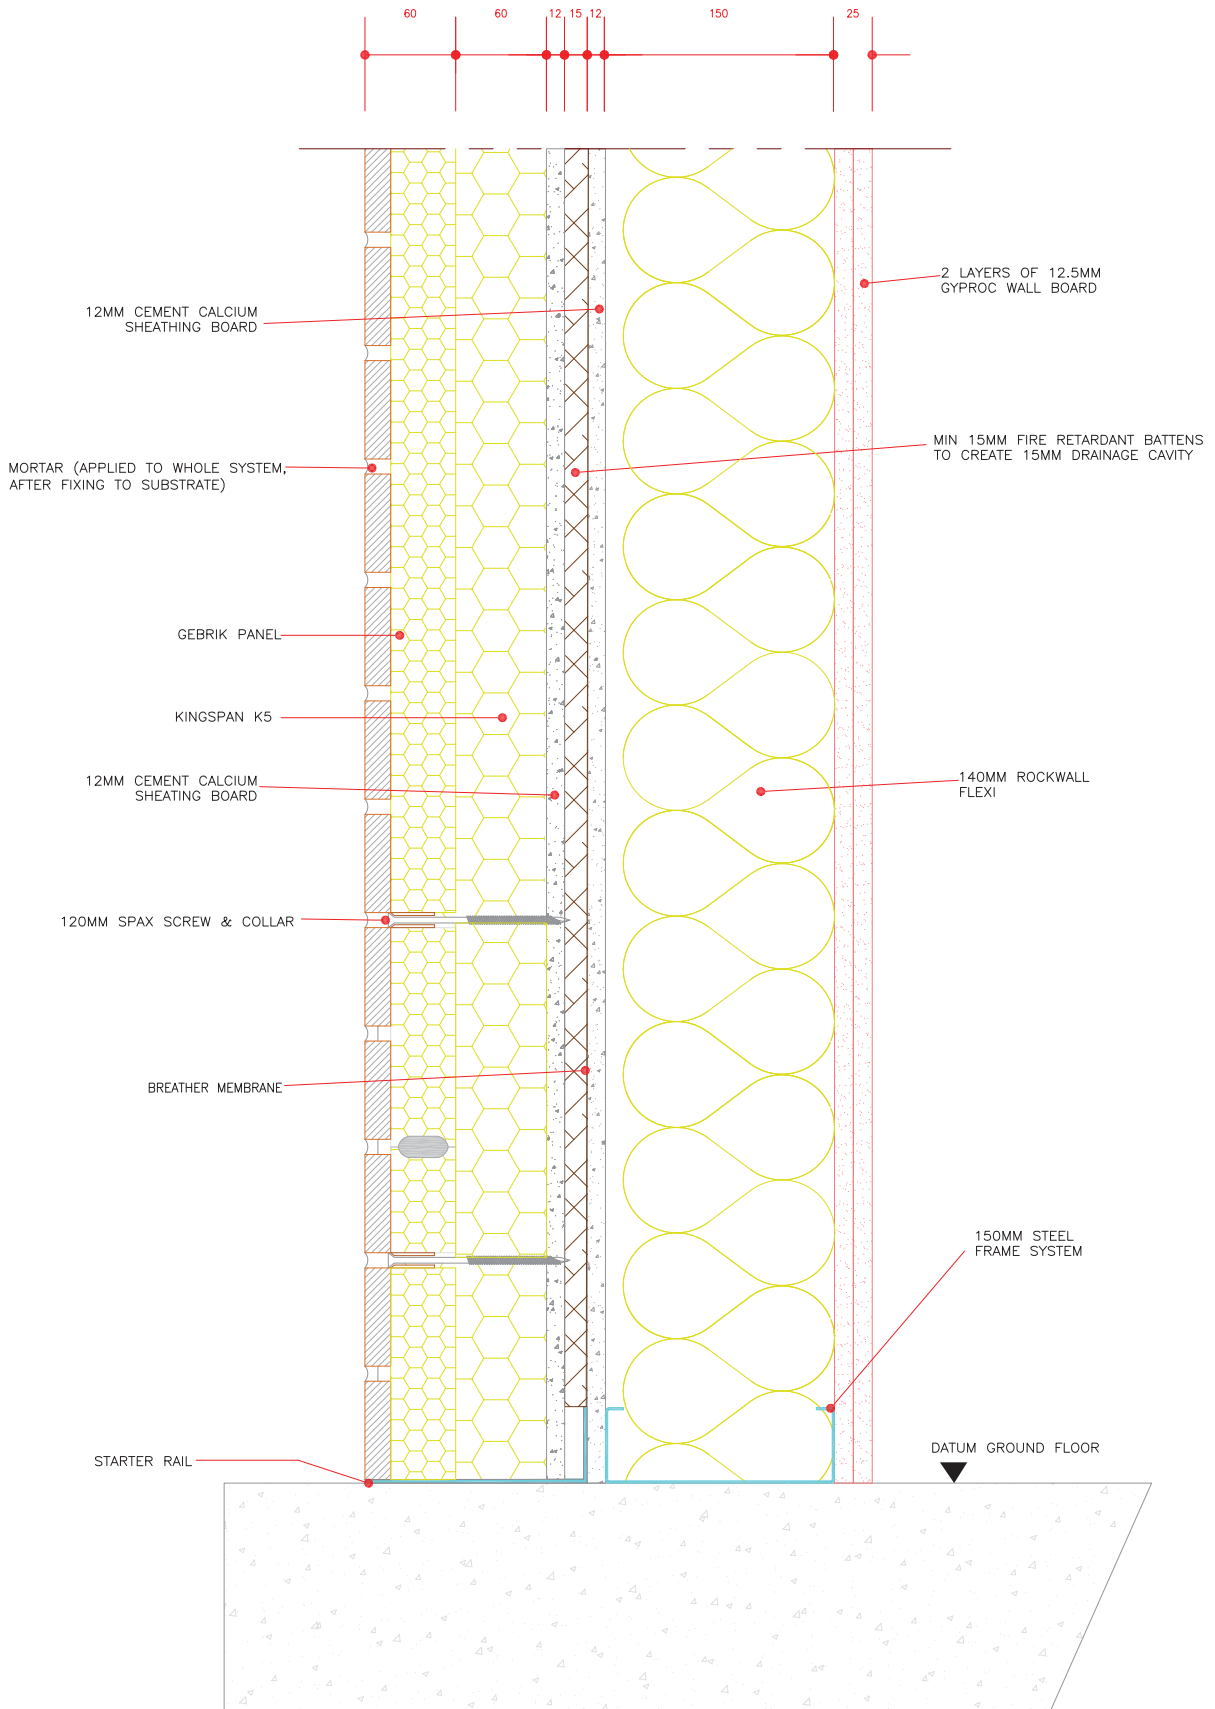 60 60 12 15 12 150 25
2 LAYERS OF 12.5MM
GYPROC WALL BOARD
12MM CEMENT CALCIUM
SHEATHING BOARD
MIN 15MM FIRE RETARDANT BATTENS
TO CREATE 15MM DRAINAGE CAVITY
MORTAR (APPLIED TO WHOLE SYSTEM,
AFTER FIXING TO SUBSTRATE)
GEBRIK PANEL
KINGSPAN K5
12MM CEMENT CALCIUM
SHEATING BOARD
140MM ROCKWALL
FLEXI
120MM SPAX SCREW & COLLAR
BREATHER MEMBRANE
150MM STEEL
FRAME SYSTEM
DATUM GROUND FLOOR
STARTER RAIL